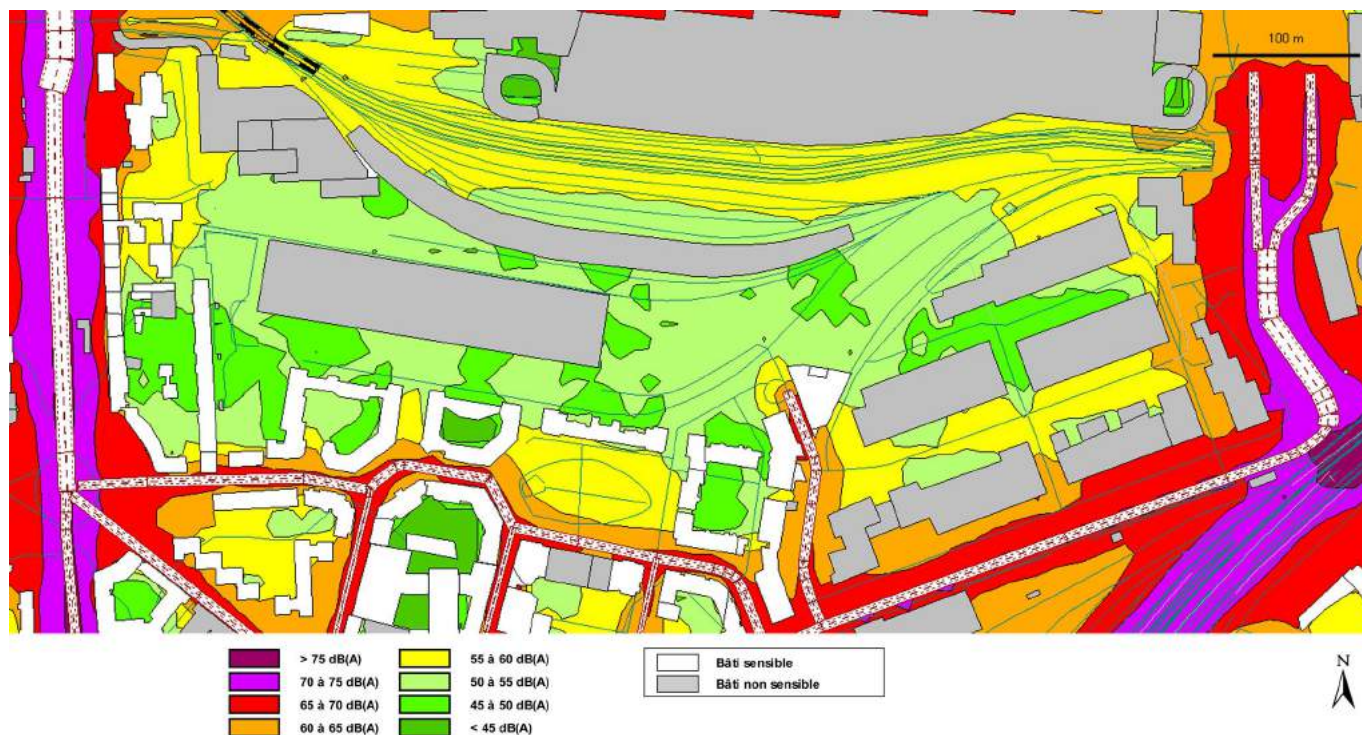 100 m
> 75 dB(A)
70 à 75 dB(A)
65 à 70 dB(A)
60 à 65 dB(A)
55 à 60 dB(A)
50 à 55 dB(A)
45 à 50 dB(A)
< 45 dB(A)
Bâti sensible
Bâti non sensible
N